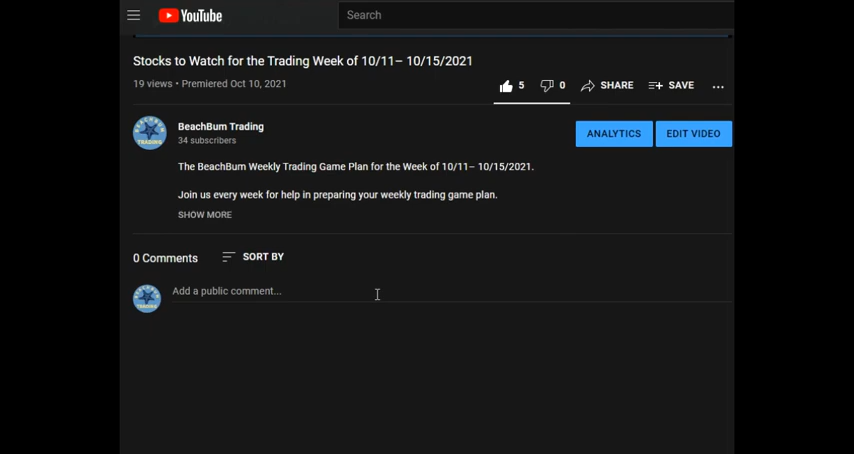 YouTube
Search
Stocks to Watch for the Trading Week of 10/11– 10/15/2021
19 views • Premiered Oct 10, 2021
5
0
SHARE
SAVE
...
BeachBum Trading
34 subscribers
ANALYTICS
EDIT VIDEO
The BeachBum Weekly Trading Game Plan for the Week of 10/11– 10/15/2021.
Join us every week for help in preparing your weekly trading game plan.
SHOW MORE
0 Comments
SORT BY
Add a public comment...